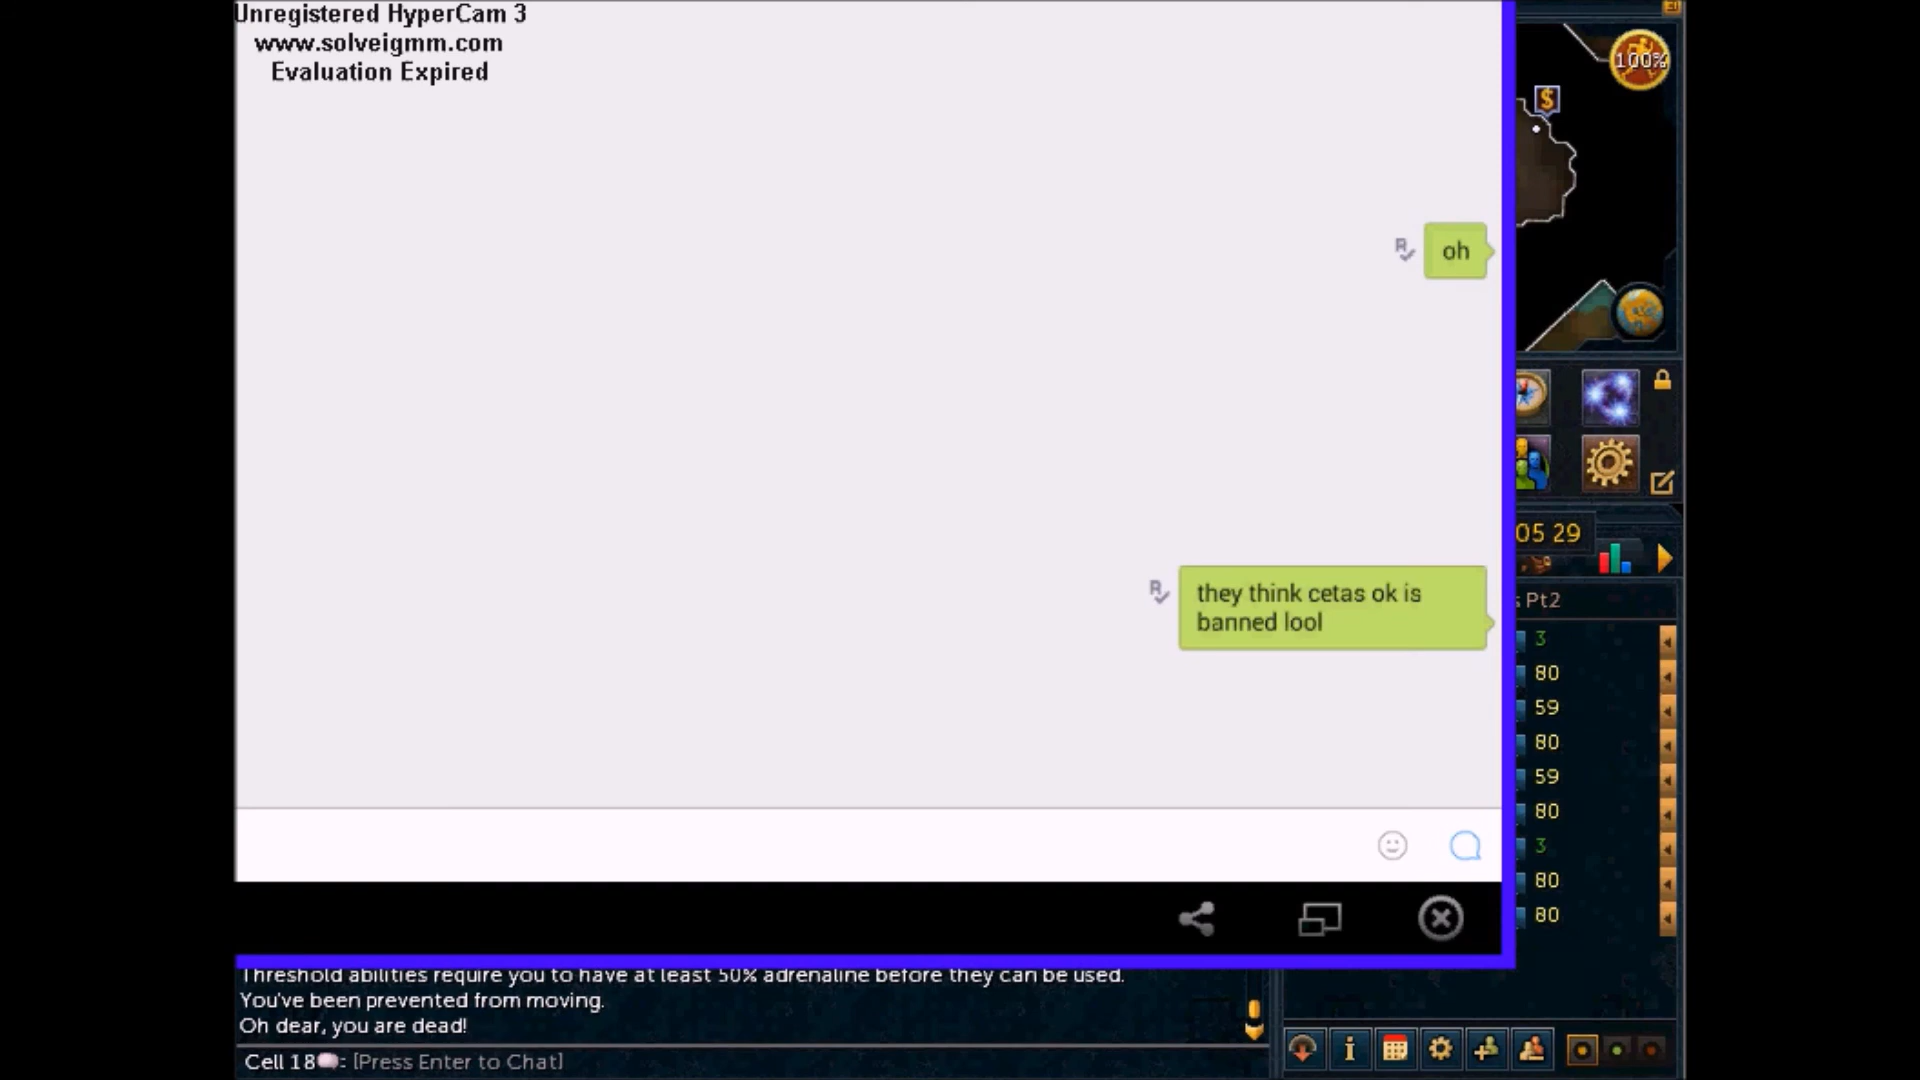 Unregistered HyperCam 3
www.solveigmm.com
Evaluation Expired
100%
oh
they think cetas ok is
banned lool
05 29
s Pt2
3
80
59
80
59
80
3
80
80
Threshold abilities require you to have at least 50% adrenaline before they can be used.
You've been prevented from moving.
Oh dear, you are dead!
Cell 18: [Press Enter to Chat]